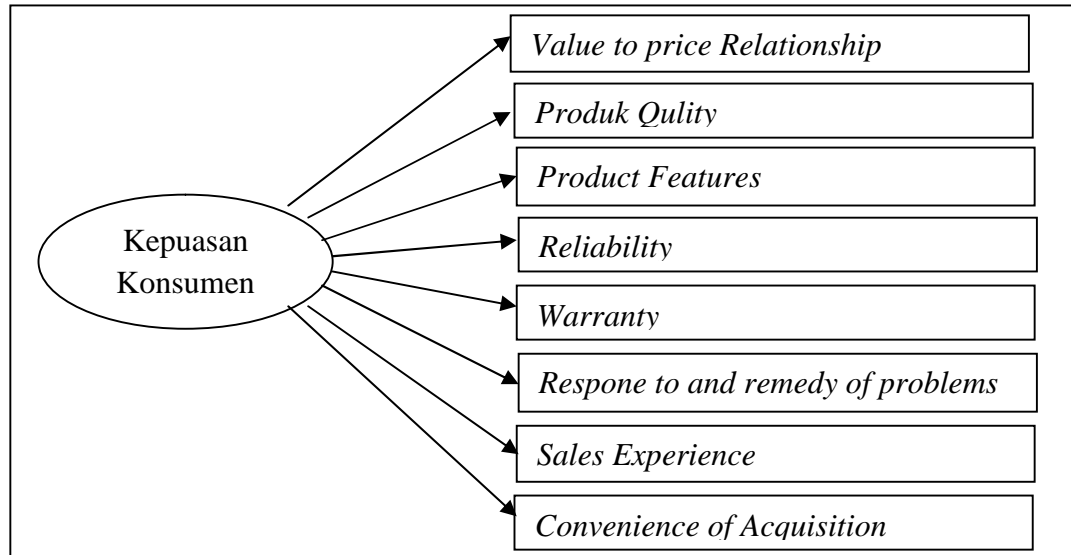 Value to price Relationship
Produk Qulity
Product Features
Kepuasan
Konsumen
Reliability
Warranty
Respone to and remedy of problems
Sales Experience
Convenience of Acquisition